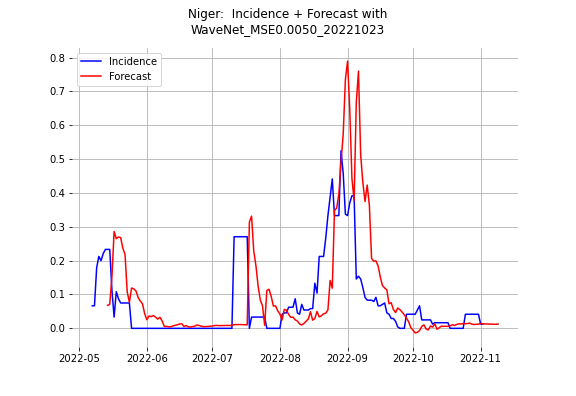 Niger:  Incidence + Forecast with
WaveNet_MSE0.0050_20221023
Incidence
Forecast
0.8
0.7
0.6
0.5
0.4
0.3
0.2
0.1
0.0
2022-05 2022-06 2022-07 2022-08 2022-09 2022-10 2022-11